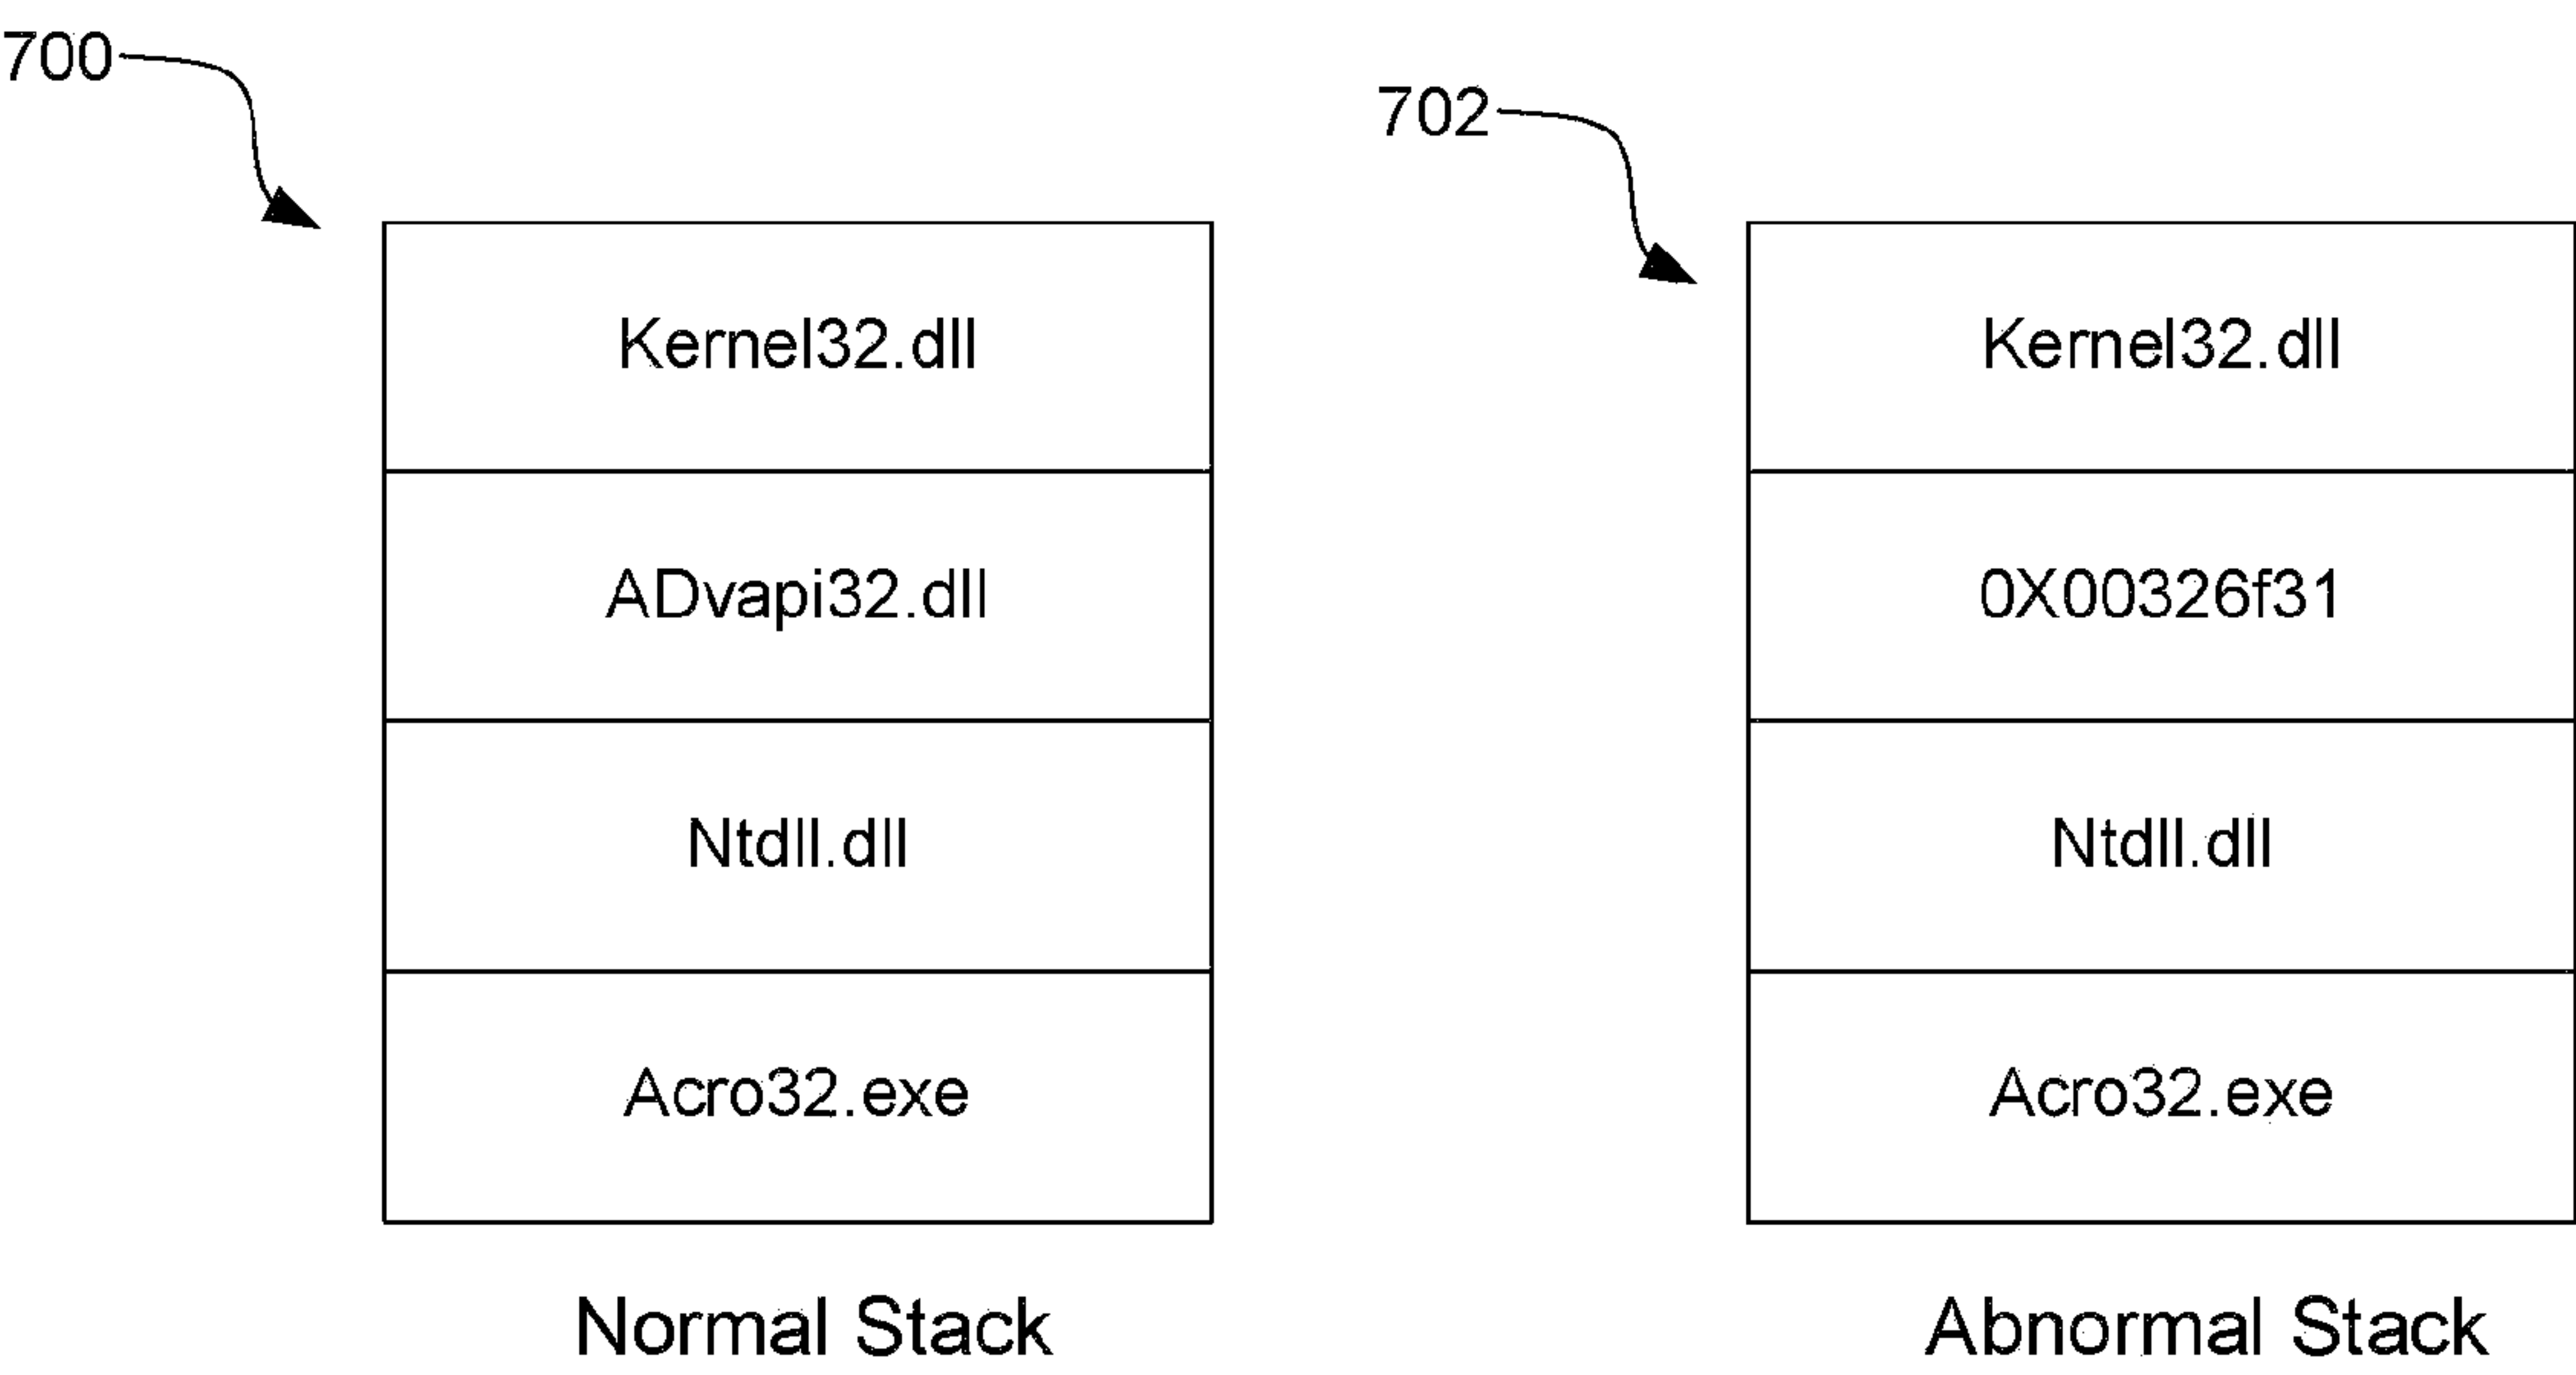 700
702
Kernel32.dll
ADvapi32.dll
Ntdll.dll
Acro32.exe
Normal Stack
Kernel32.dll
0X00326f31
Ntdll.dll
Acro32.exe
Abnormal Stack